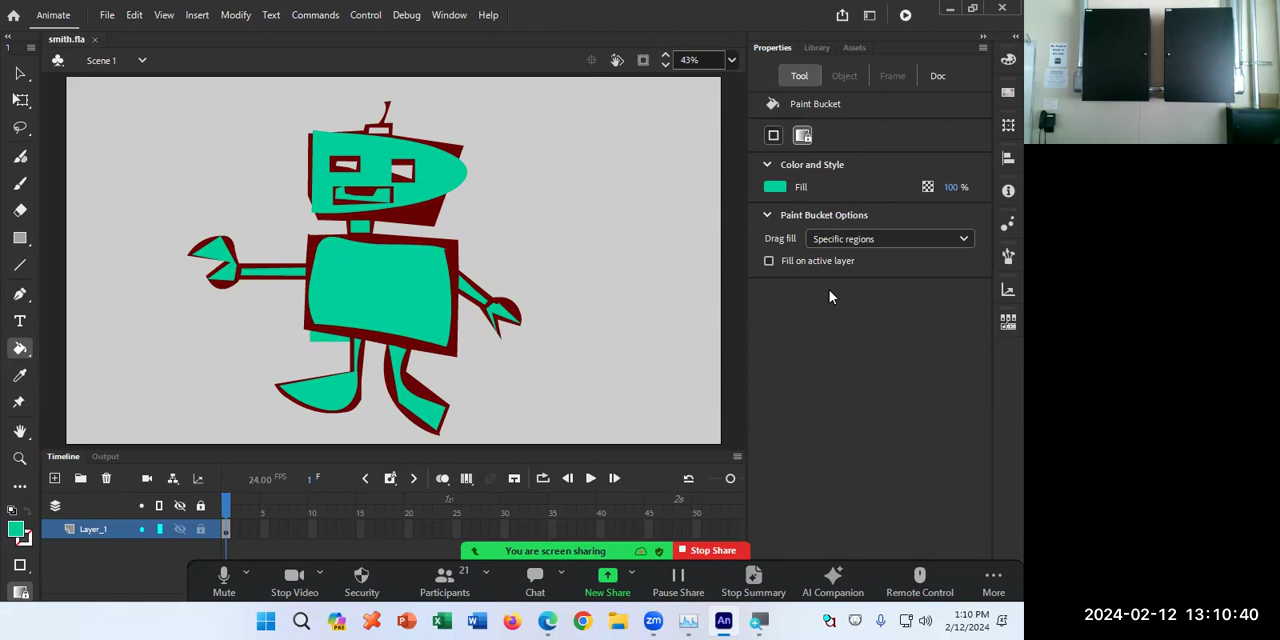 Animate File Edit View Insert Modify Text Commands Control Debug Window Help
smith.fla ×
Scene 1
43%
Properties Library Assets
Tool Object Frame Doc
Paint Bucket
Color and Style
Fill 100 %
Paint Bucket Options
Drag fill Specific regions
Fill on active layer
Timeline Output
24.00 FPS 1 F
1s 2s
5 10 15 20 25 30 35 40 45 50
Layer_1
You are screen sharing Stop Share
21
Mute Stop Video Security Participants Chat New Share Pause Share Stop Summary AI Companion Remote Control More
1:10 PM
2/12/2024
2024-02-12 13:10:40